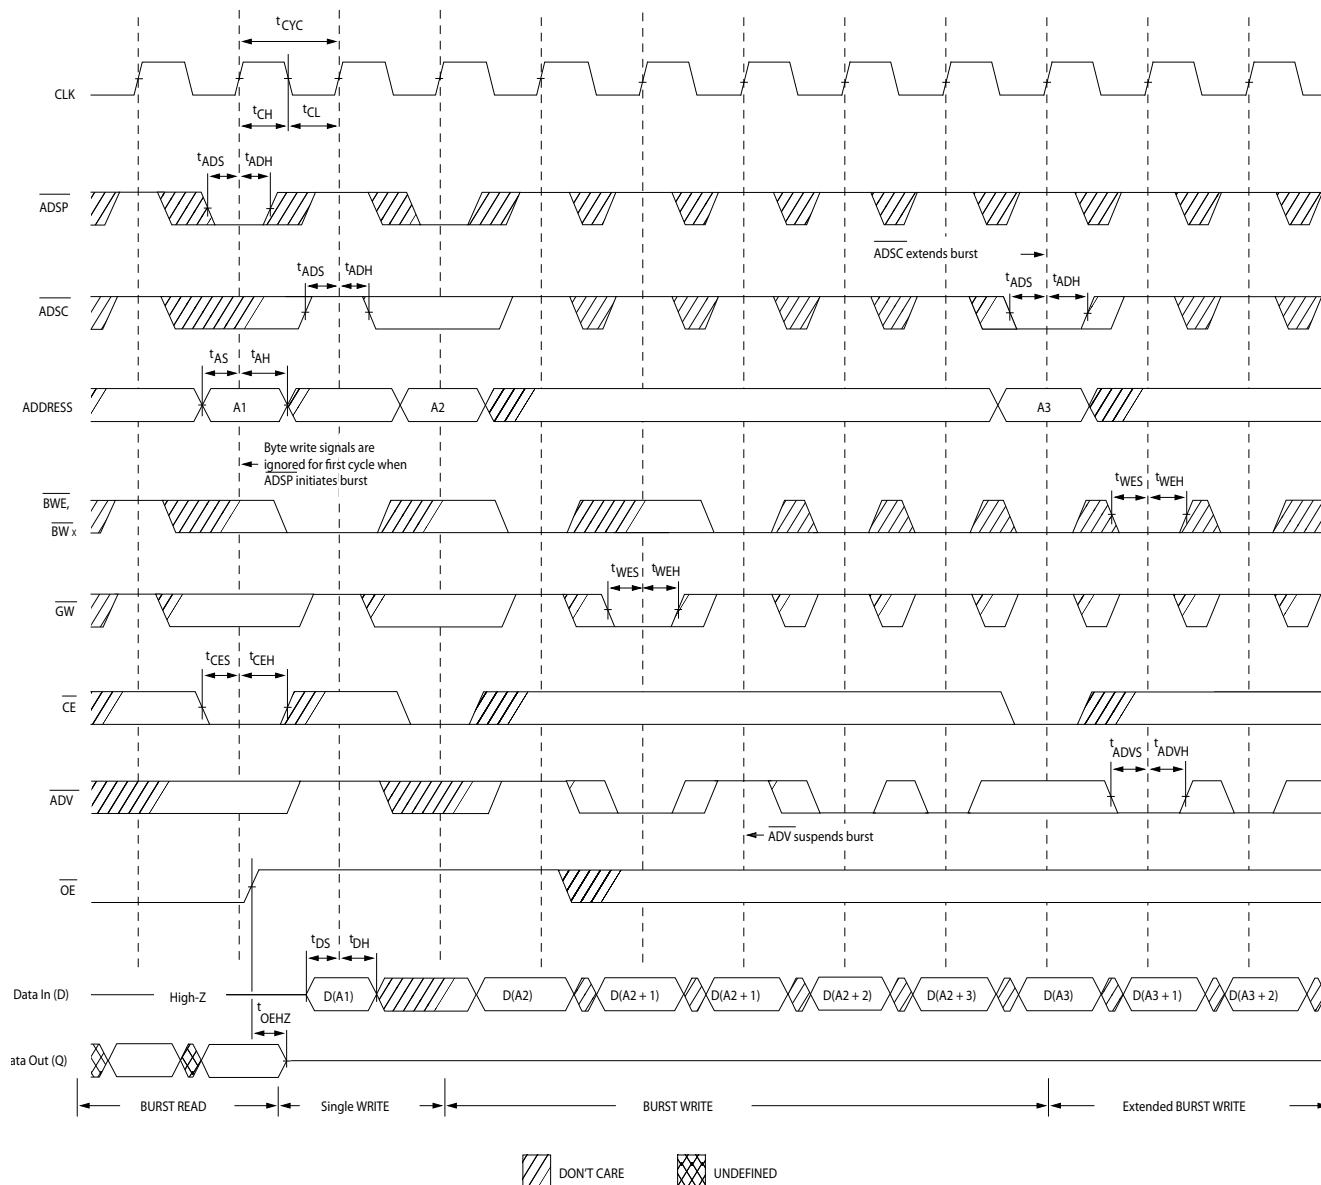 tCYC
CLK
tCH
tCL
tADS
tADH
ADSP
ADSC extends burst
tADS
tADH
tADS
tADH
ADSC
tAS
tAH
ADDRESS
A1
A2
A3
Byte write signals are
ignored for first cycle when
ADSP initiates burst
BWE,
BW x
tWES
tWEH
tWES
tWEH
GW
tCES
tCEH
CE
tADVS
tADVH
ADV
ADV suspends burst
OE
tDS
tDH
Data In (D)
High-Z
D(A1)
D(A2)
D(A2 + 1)
D(A2 + 1)
D(A2 + 2)
D(A2 + 3)
D(A3)
D(A3 + 1)
D(A3 + 2)
tOEHZ
ata Out (Q)
BURST READ
Single WRITE
BURST WRITE
Extended BURST WRITE
DON'T CARE
UNDEFINED